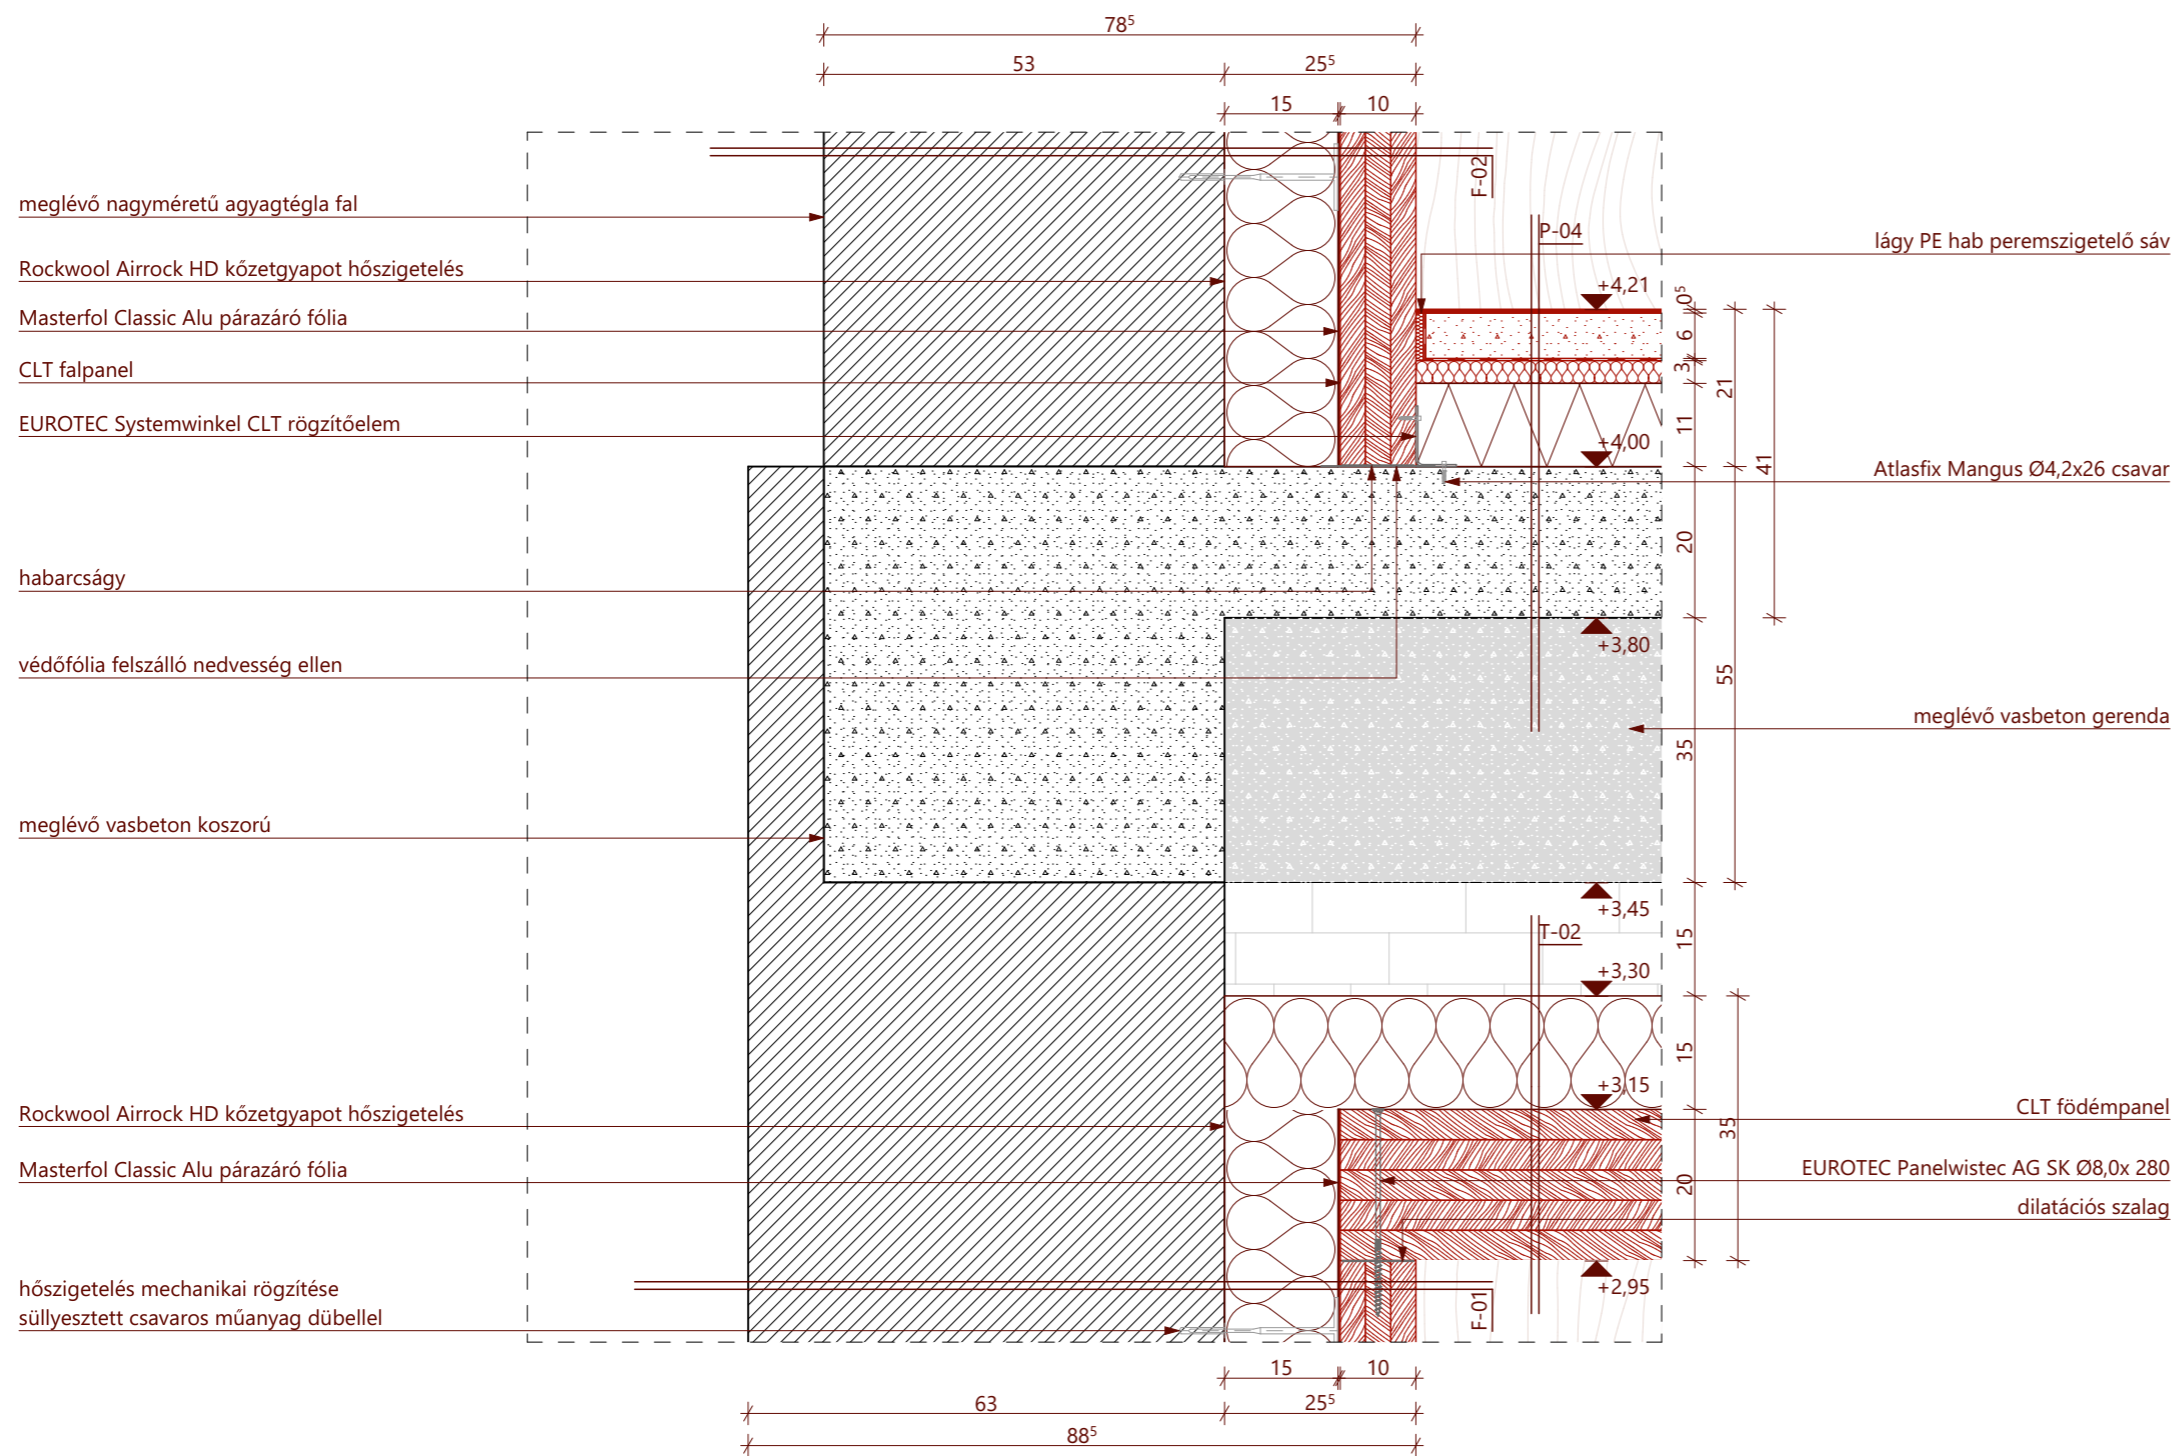 78⁵
53
25⁵
15
10
meglévő nagyméretű agyagtégla fal
Rockwool Airrock HD kőzetgyapot hőszigetelés
Masterfol Classic Alu párazáró fólia
CLT falpanel
EUROTEC Systemwinkel CLT rögzítőelem
habarcságy
védőfólia felszálló nedvesség ellen
meglévő vasbeton koszorú
Rockwool Airrock HD kőzetgyapot hőszigetelés
Masterfol Classic Alu párazáró fólia
hőszigetelés mechanikai rögzítése
süllyesztett csavaros műanyag dübellel
F-02
P-04
+4,21
+4,00
+3,80
+3,45
T-02
+3,30
+3,15
+2,95
F-01
0⁵
6
3
11
20
35
15
15
20
21
55
35
41
lágy PE hab peremszigetelő sáv
Atlasfix Mangus Ø4,2x26 csavar
meglévő vasbeton gerenda
CLT födémpanel
EUROTEC Panelwistec AG SK Ø8,0x 280
dilatációs szalag
15
10
63
25⁵
88⁵